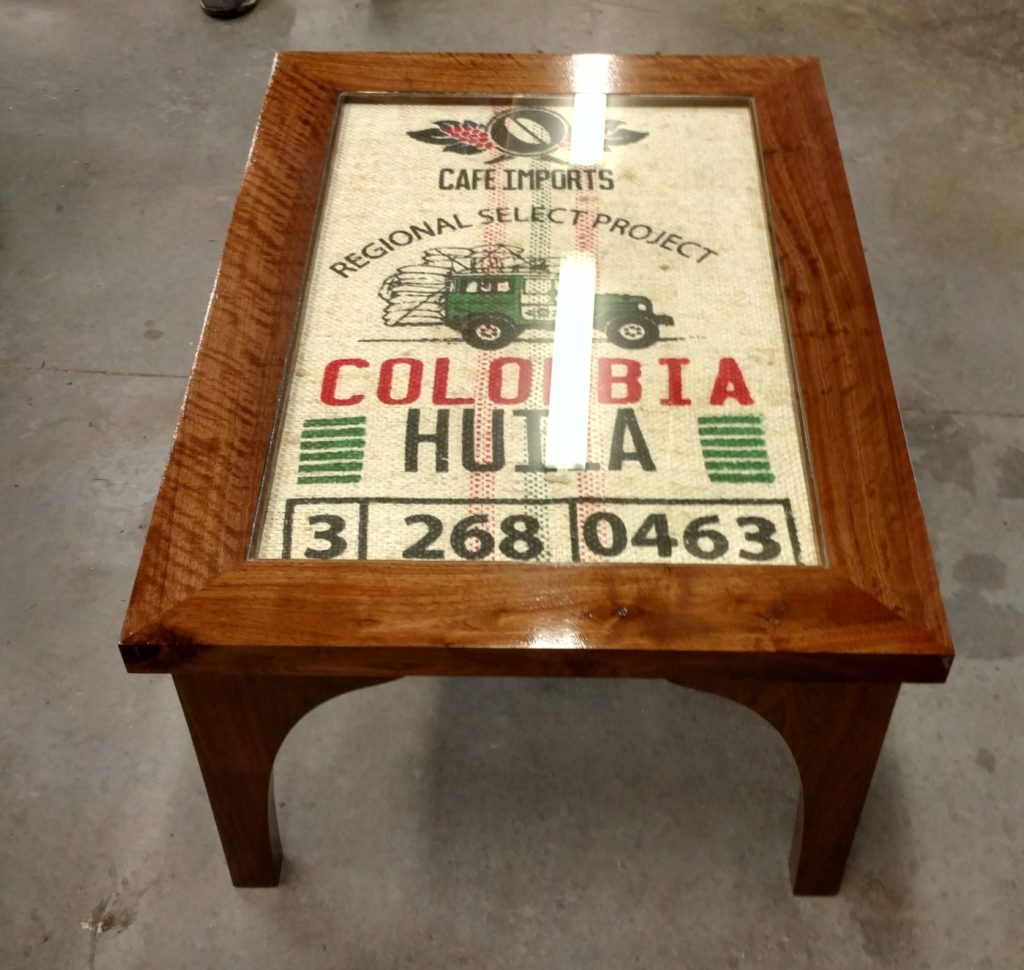 CAFE IMPORTS
REGIONAL SELECT PROJECT
COLOMBIA
HUILA
3 268 0463